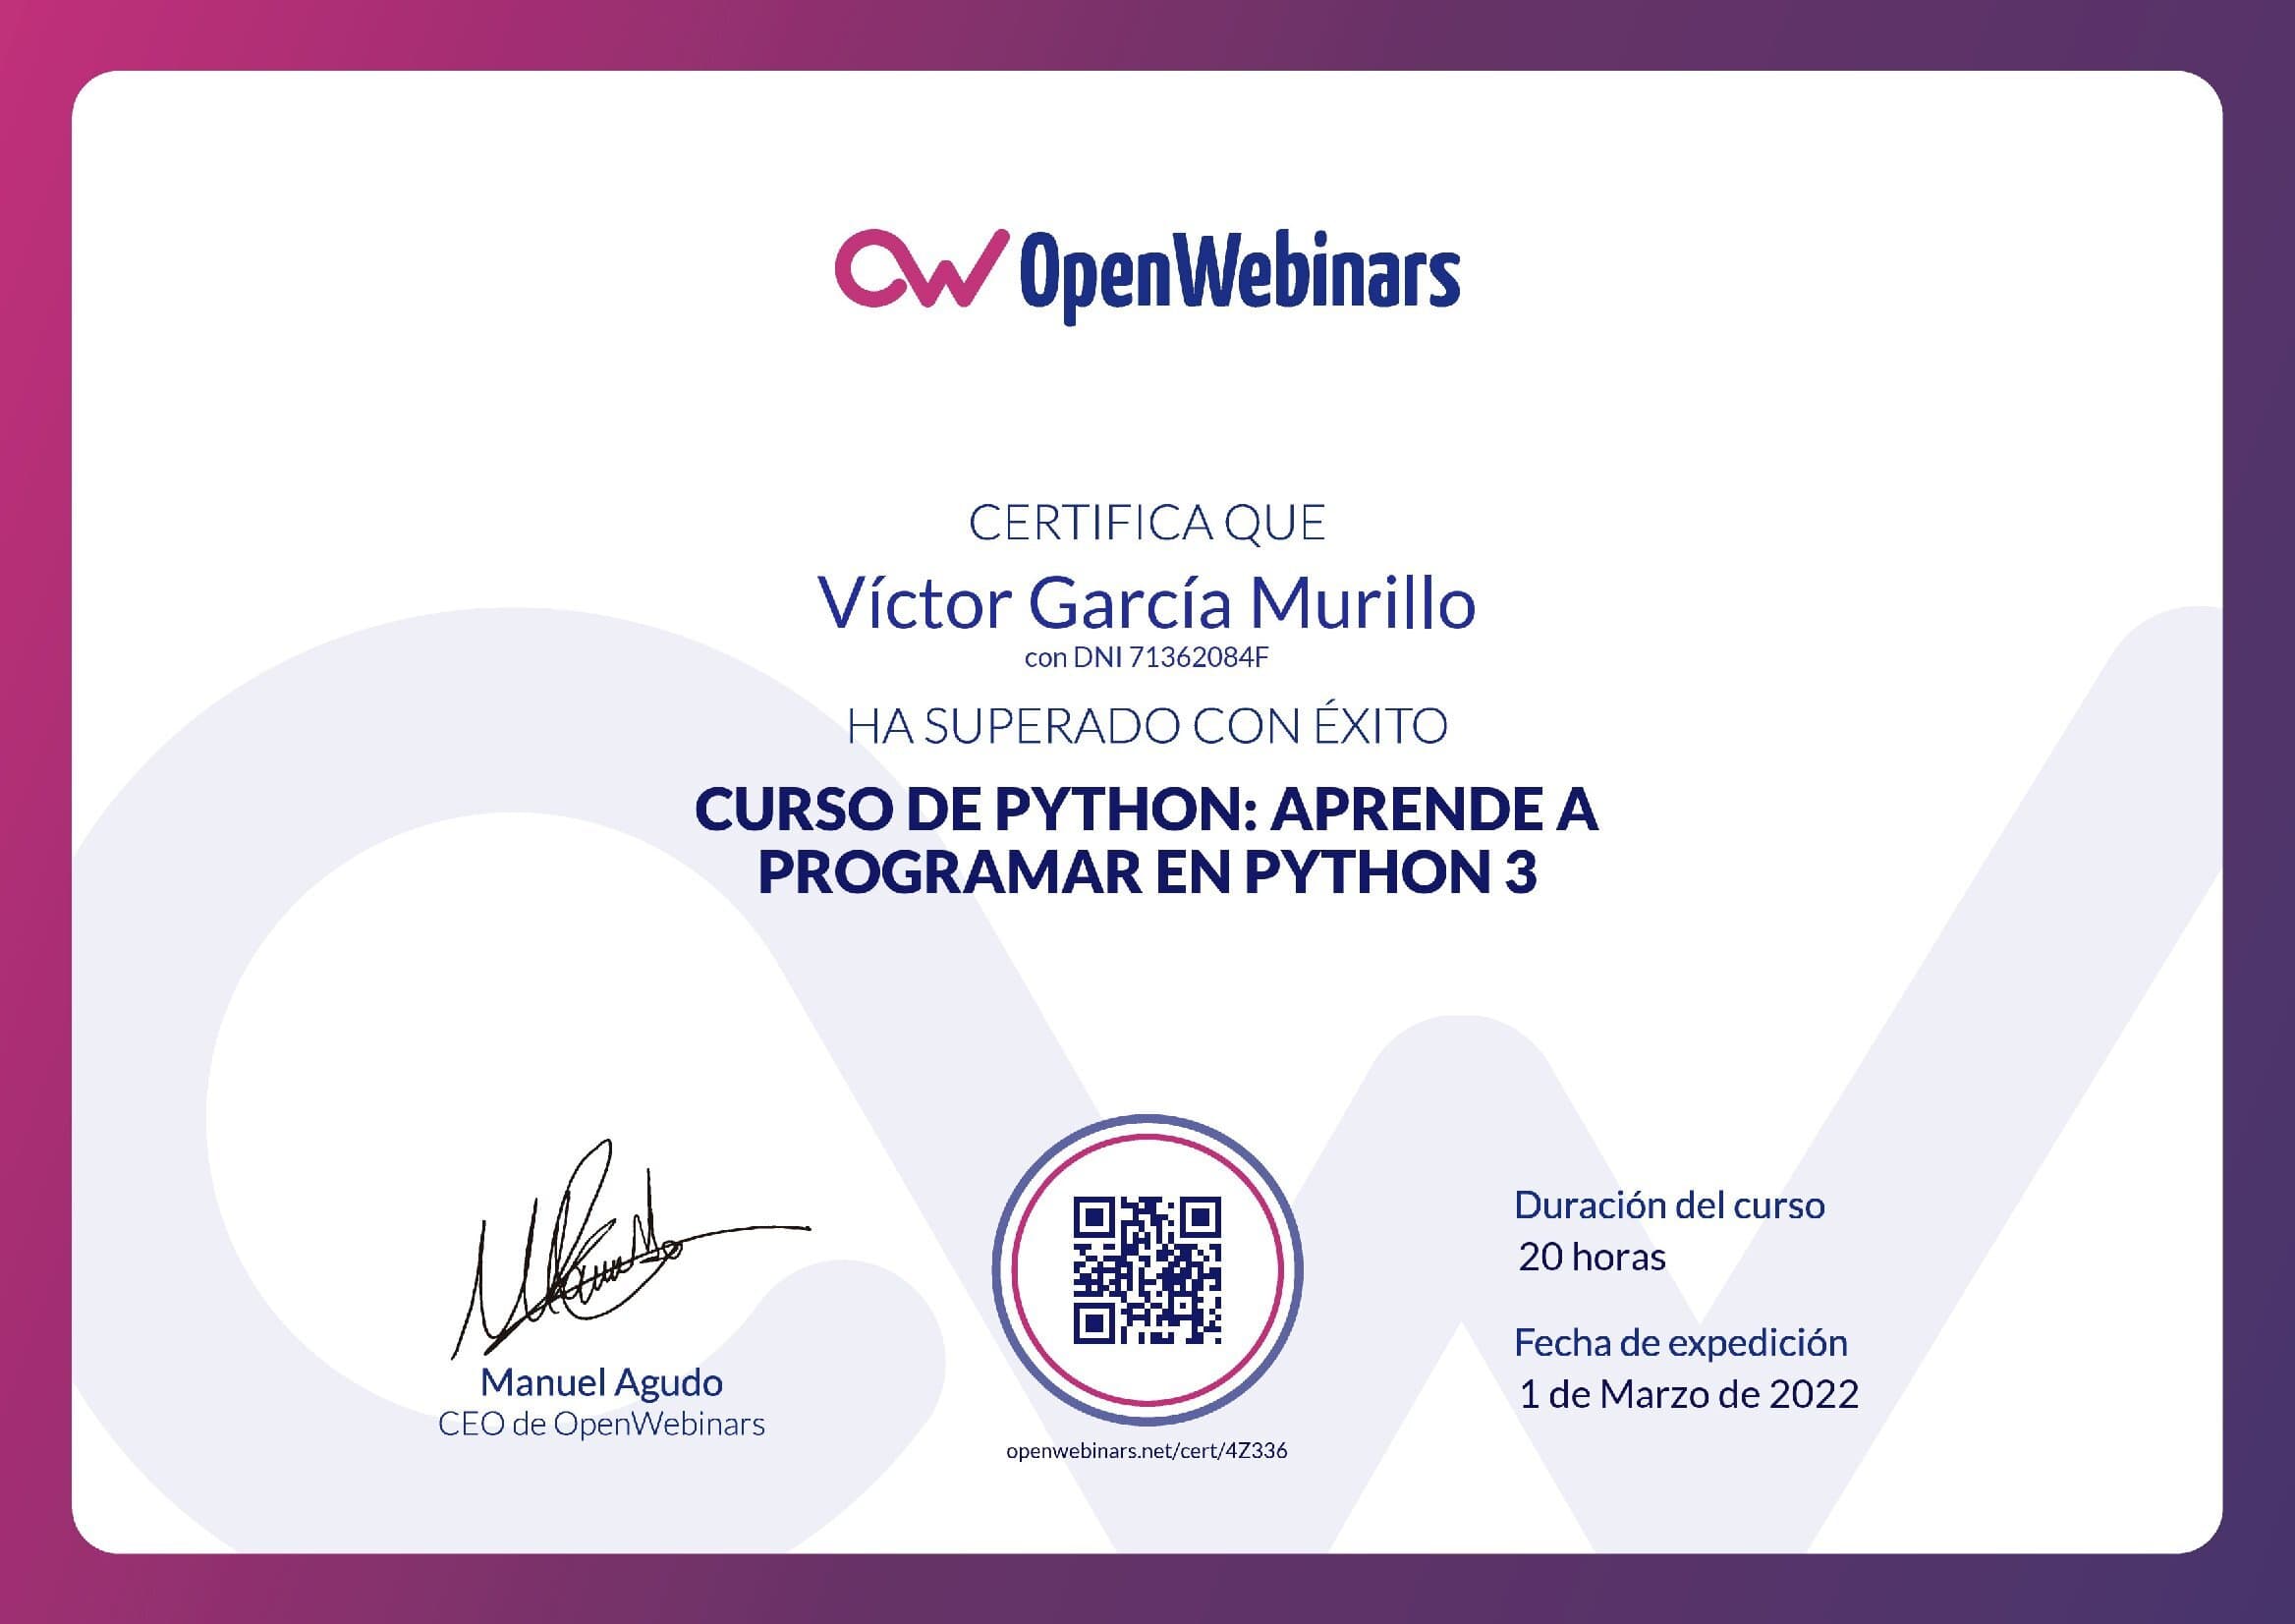 OpenWebinars
CERTIFICA QUE
Víctor García Murillo
con DNI 71362084F
HA SUPERADO CON ÉXITO
CURSO DE PYTHON: APRENDE A
PROGRAMAR EN PYTHON 3
Manuel Agudo
CEO de OpenWebinars
openwebinars.net/cert/4Z336
Duración del curso
20 horas
Fecha de expedición
1 de Marzo de 2022